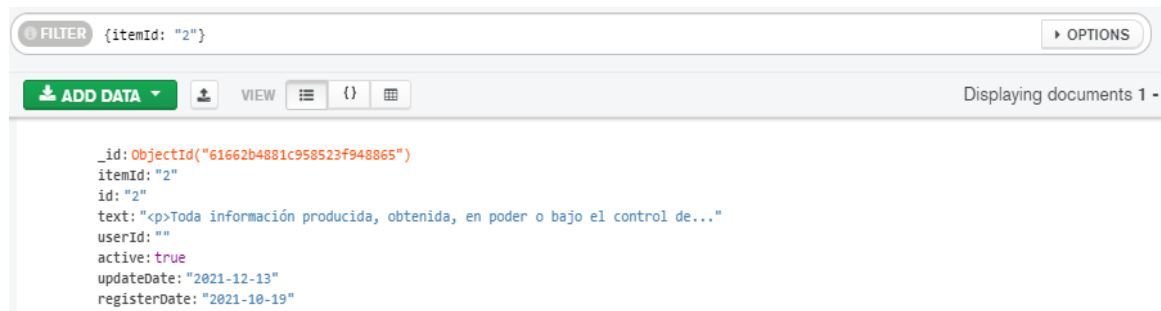 FILTER {itemId: "2"} OPTIONS
ADD DATA VIEW {} Displaying documents 1 -
_id: ObjectId("61662b4881c958523f948865")
itemId: "2"
id: "2"
text: "<p>Toda información producida, obtenida, en poder o bajo el control de..."
userId: ""
active: true
updateDate: "2021-12-13"
registerDate: "2021-10-19"